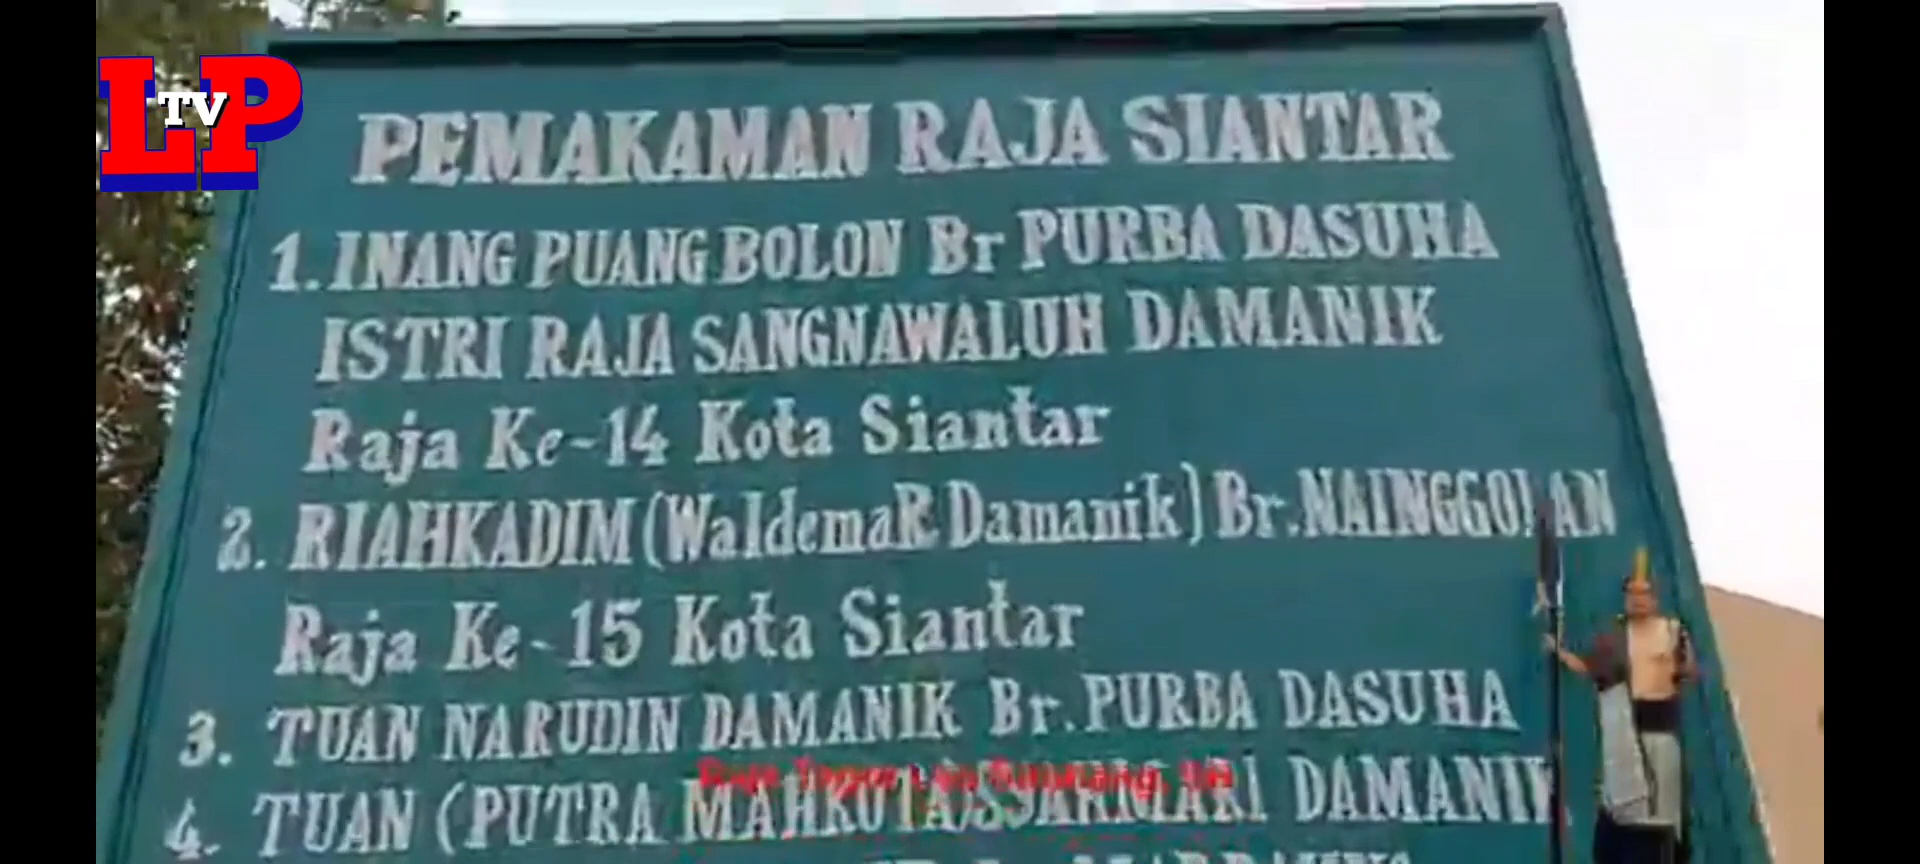 LP
TV
PEMAKAMAN RAJA SIANTAR
1. INANG PUANG BOLON Br PURBA DASUHA
ISTRI RAJA SANGNAWALUH DAMANIK
Raja Ke-14 Kota Siantar
2. RIAHKADIM (WaldemaR Damanik) Br. NAINGGOLAN
Raja Ke-15 Kota Siantar
3. TUAN NARUDIN DAMANIK Br. PURBA DASUHA
4. TUAN (PUTRA MAHKOTA) SYAHMARI DAMANIK